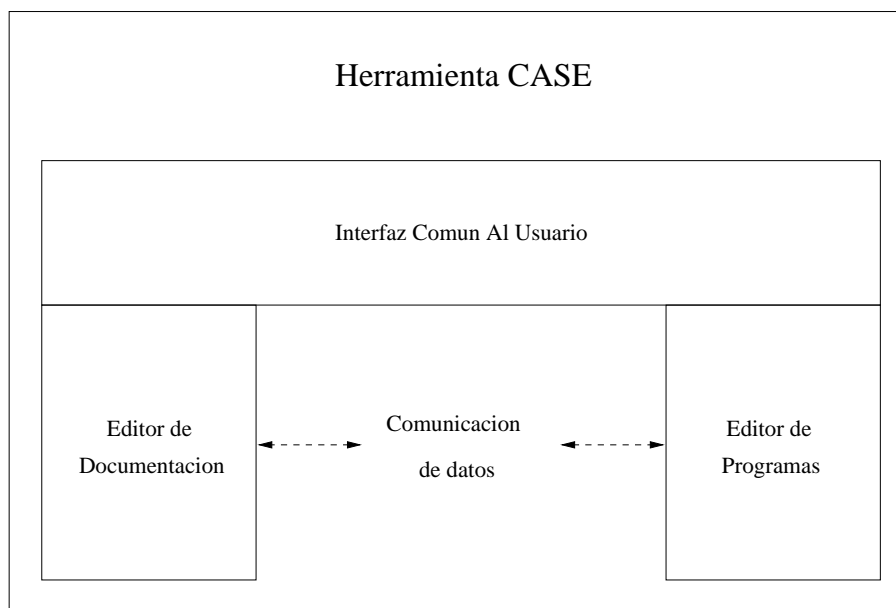 Herramienta CASE
Interfaz Comun Al Usuario
Editor de
Documentacion
Comunicacion
de datos
Editor de
Programas